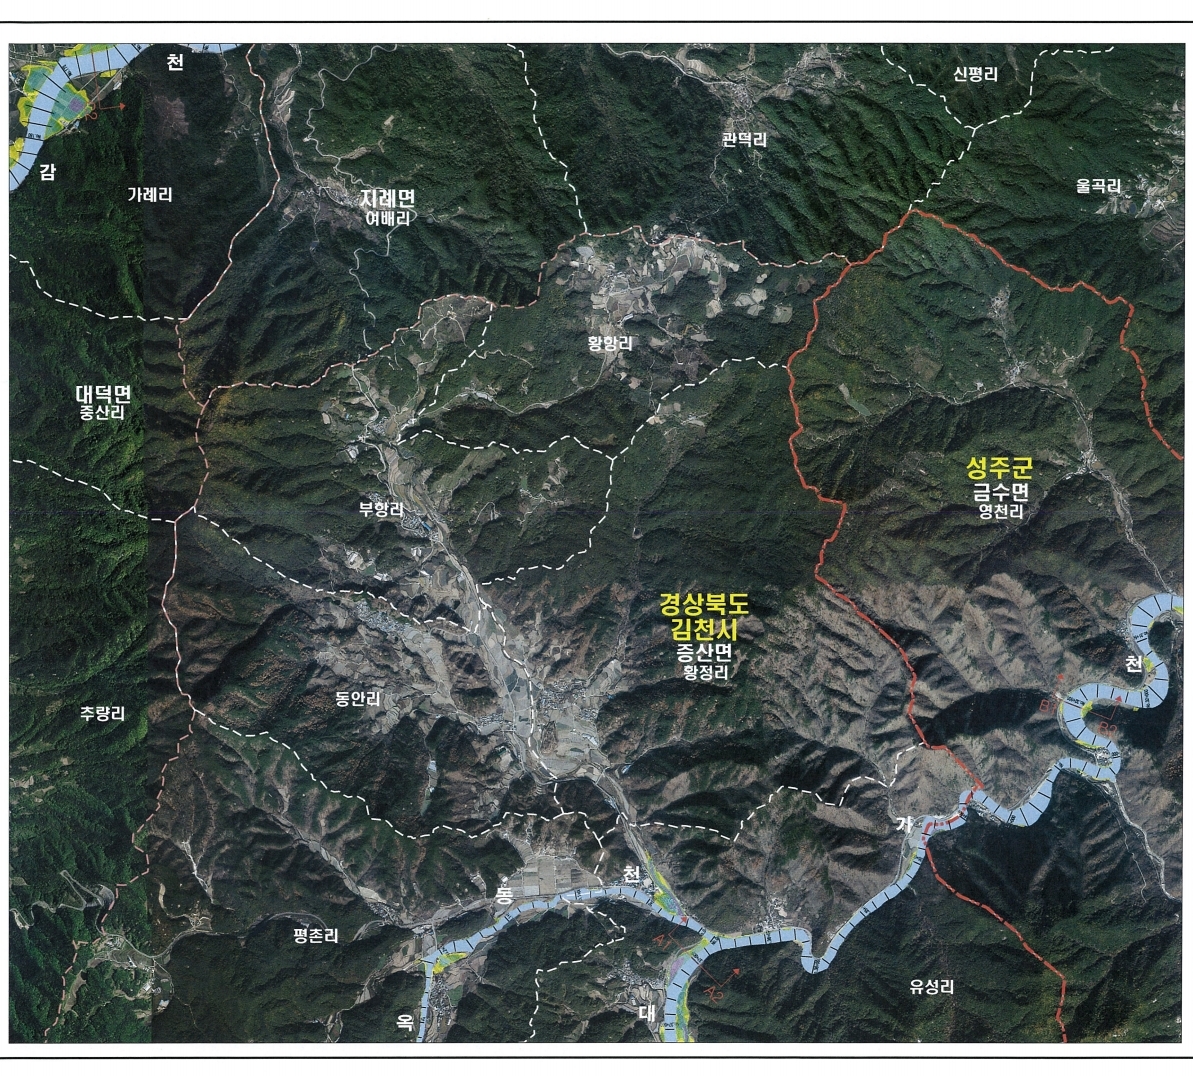 천
신평리
관덕리
감
가례리
울곡리
지례면
여배리
황항리
대덕면
중산리
성주군
금수면
영천리
부항리
경상북도
김천시
증산면
황정리
천
동안리
추량리
가
천
동
평촌리
A1
A2
유성리
대
옥